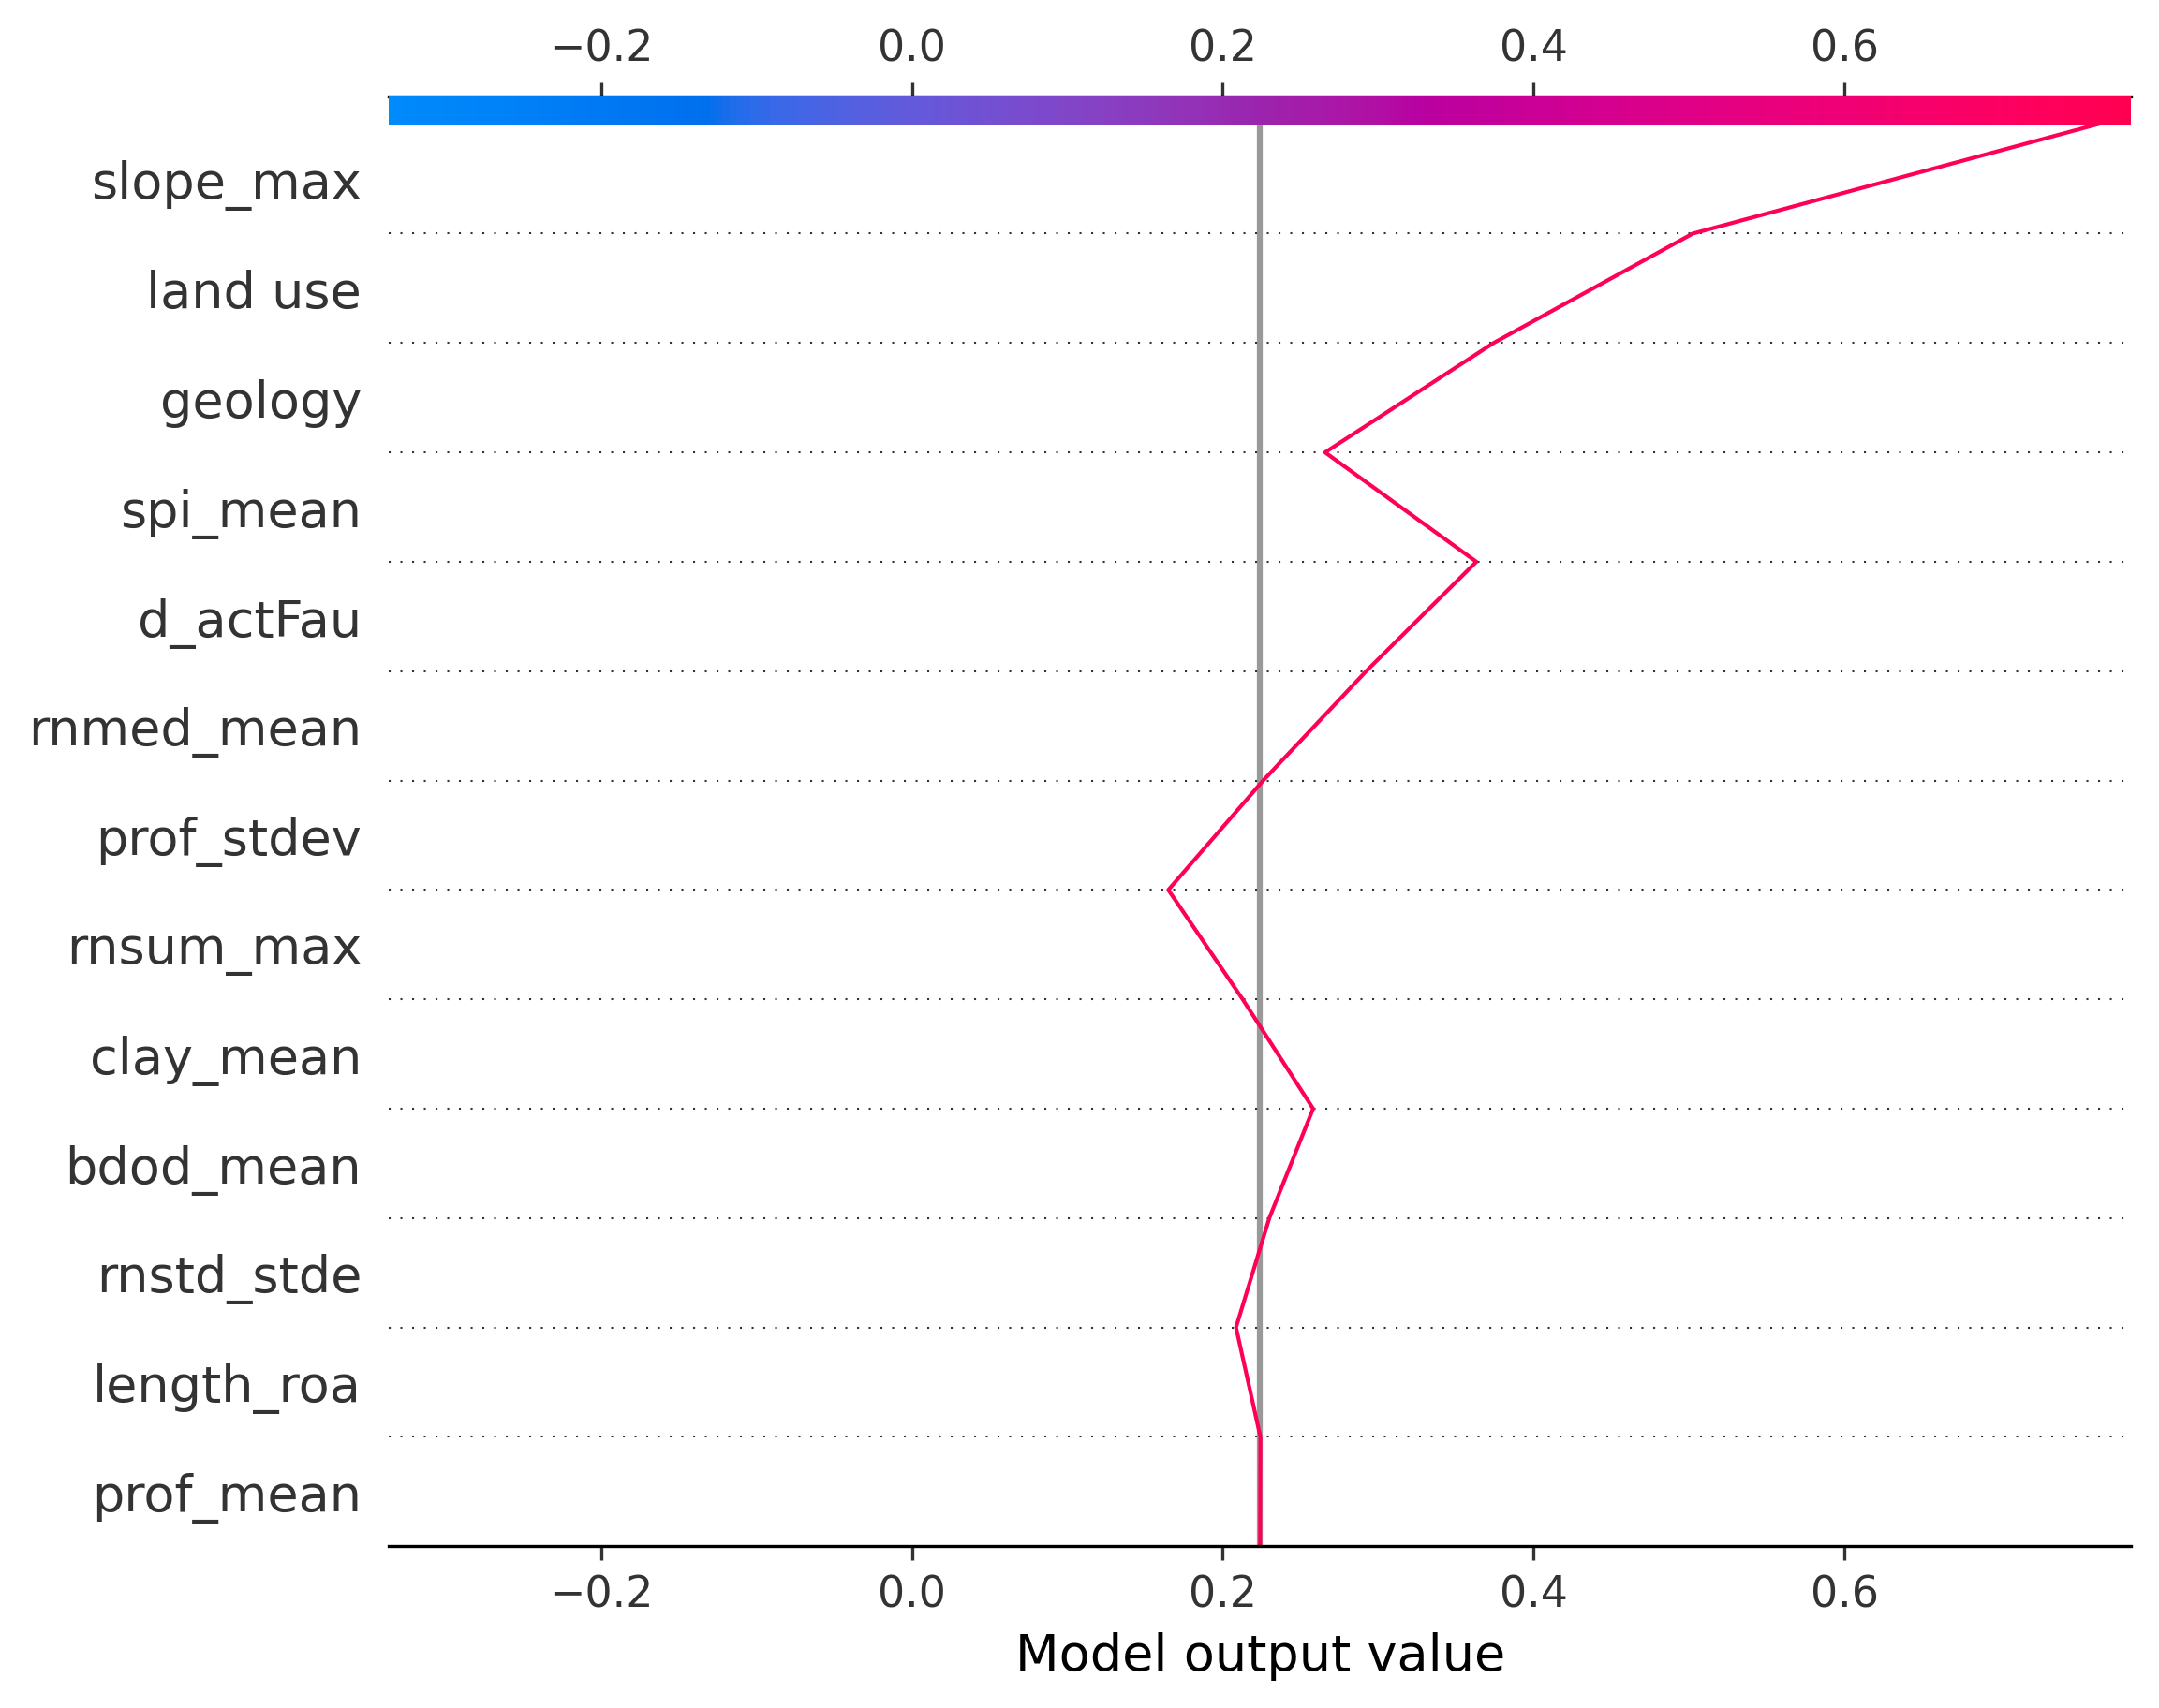 −0.2 0.0 0.2 0.4 0.6
slope_max
land use
geology
spi_mean
d_actFau
rnmed_mean
prof_stdev
rnsum_max
clay_mean
bdod_mean
rnstd_stde
length_roa
prof_mean
−0.2 0.0 0.2 0.4 0.6
Model output value